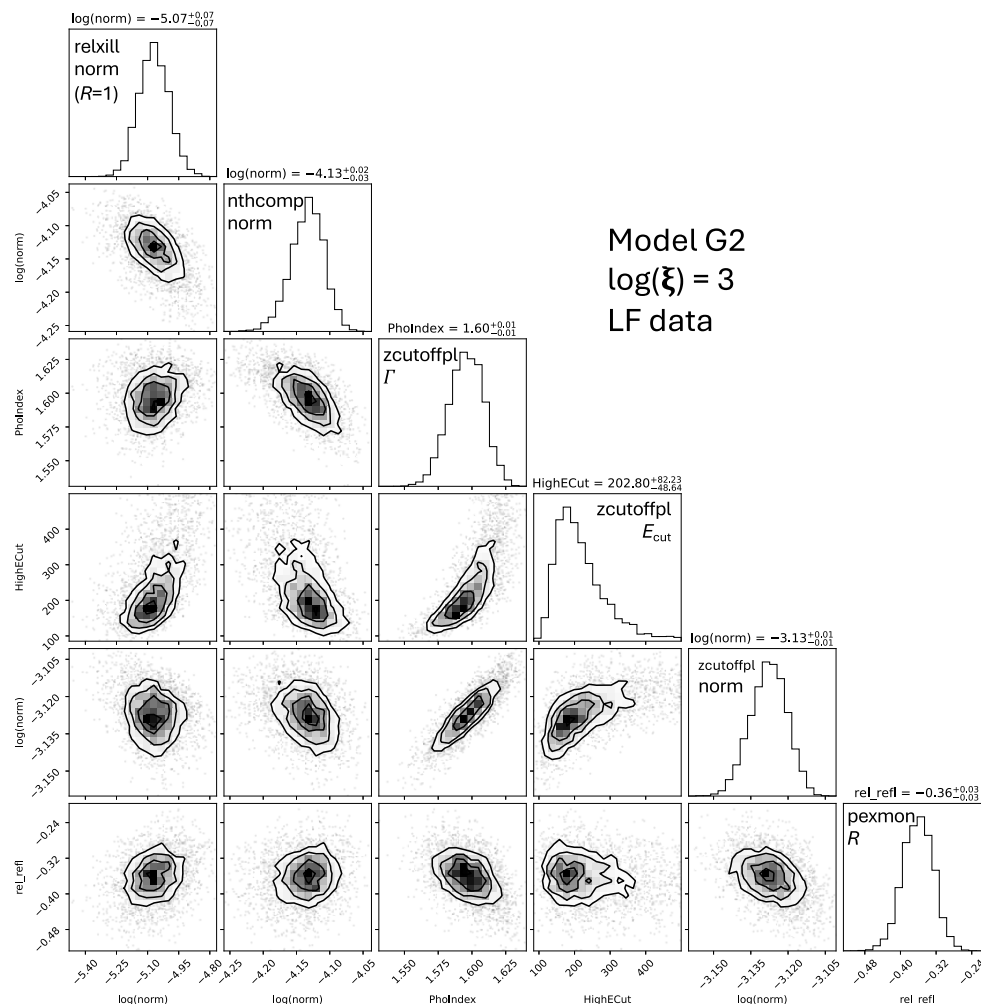 log(norm) = −5.07+0.07−0.07
relxill
norm
(R=1)
log(norm) = −4.13+0.02−0.03
nthcomp
norm
Model G2
log(ξ) = 3
LF data
−4.05
−4.10
−4.15
−4.20
−4.25
log(norm)
PhoIndex = 1.60+0.01−0.01
zcutoffpl
Γ
1.625
1.600
1.575
1.550
PhoIndex
HighECut = 202.80+82.23−48.64
zcutoffpl
Ecut
400
300
200
100
HighECut
log(norm) = −3.13+0.01−0.01
zcutoffpl
norm
−3.105
−3.120
−3.135
−3.150
log(norm)
rel_refl = −0.36+0.03−0.03
pexmon
R
−0.24
−0.32
−0.40
−0.48
rel_refl
−5.40 −5.25 −5.10 −4.95 −4.80
−4.25 −4.20 −4.15 −4.10 −4.05
1.550 1.575 1.600 1.625
100 200 300 400
−3.150 −3.135 −3.120 −3.105
−0.48 −0.40 −0.32 −0.24
log(norm) log(norm) PhoIndex HighECut log(norm) rel_refl